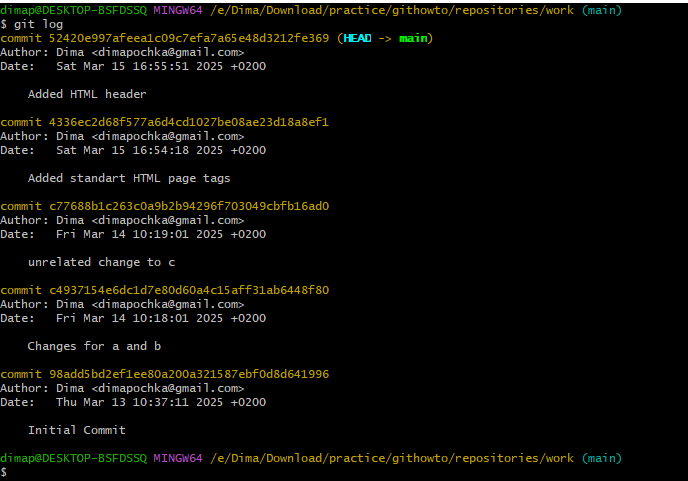 dimap@DESKTOP-BSFDSSQ MINGW64 /e/Dima/Download/practice/githowto/repositories/work (main)
$ git log
commit 52420e997afeea1c09c7efa7a65e48d3212fe369 (HEAD -> main)
Author: Dima <dimapochka@gmail.com>
Date:   Sat Mar 15 16:55:51 2025 +0200
    Added HTML header
commit 4336ec2d68f577a6d4cd1027be08ae23d18a8ef1
Author: Dima <dimapochka@gmail.com>
Date:   Sat Mar 15 16:54:18 2025 +0200
    Added standart HTML page tags
commit c77688b1c263c0a9b2b94296f703049cbfb16ad0
Author: Dima <dimapochka@gmail.com>
Date:   Fri Mar 14 10:19:01 2025 +0200
    unrelated change to c
commit c4937154e6dc1d7e80d60a4c15aff31ab6448f80
Author: Dima <dimapochka@gmail.com>
Date:   Fri Mar 14 10:18:01 2025 +0200
    Changes for a and b
commit 98add5bd2ef1ee80a200a321587ebf0d8d641996
Author: Dima <dimapochka@gmail.com>
Date:   Thu Mar 13 10:37:11 2025 +0200
    Initial Commit
dimap@DESKTOP-BSFDSSQ MINGW64 /e/Dima/Download/practice/githowto/repositories/work (main)
$